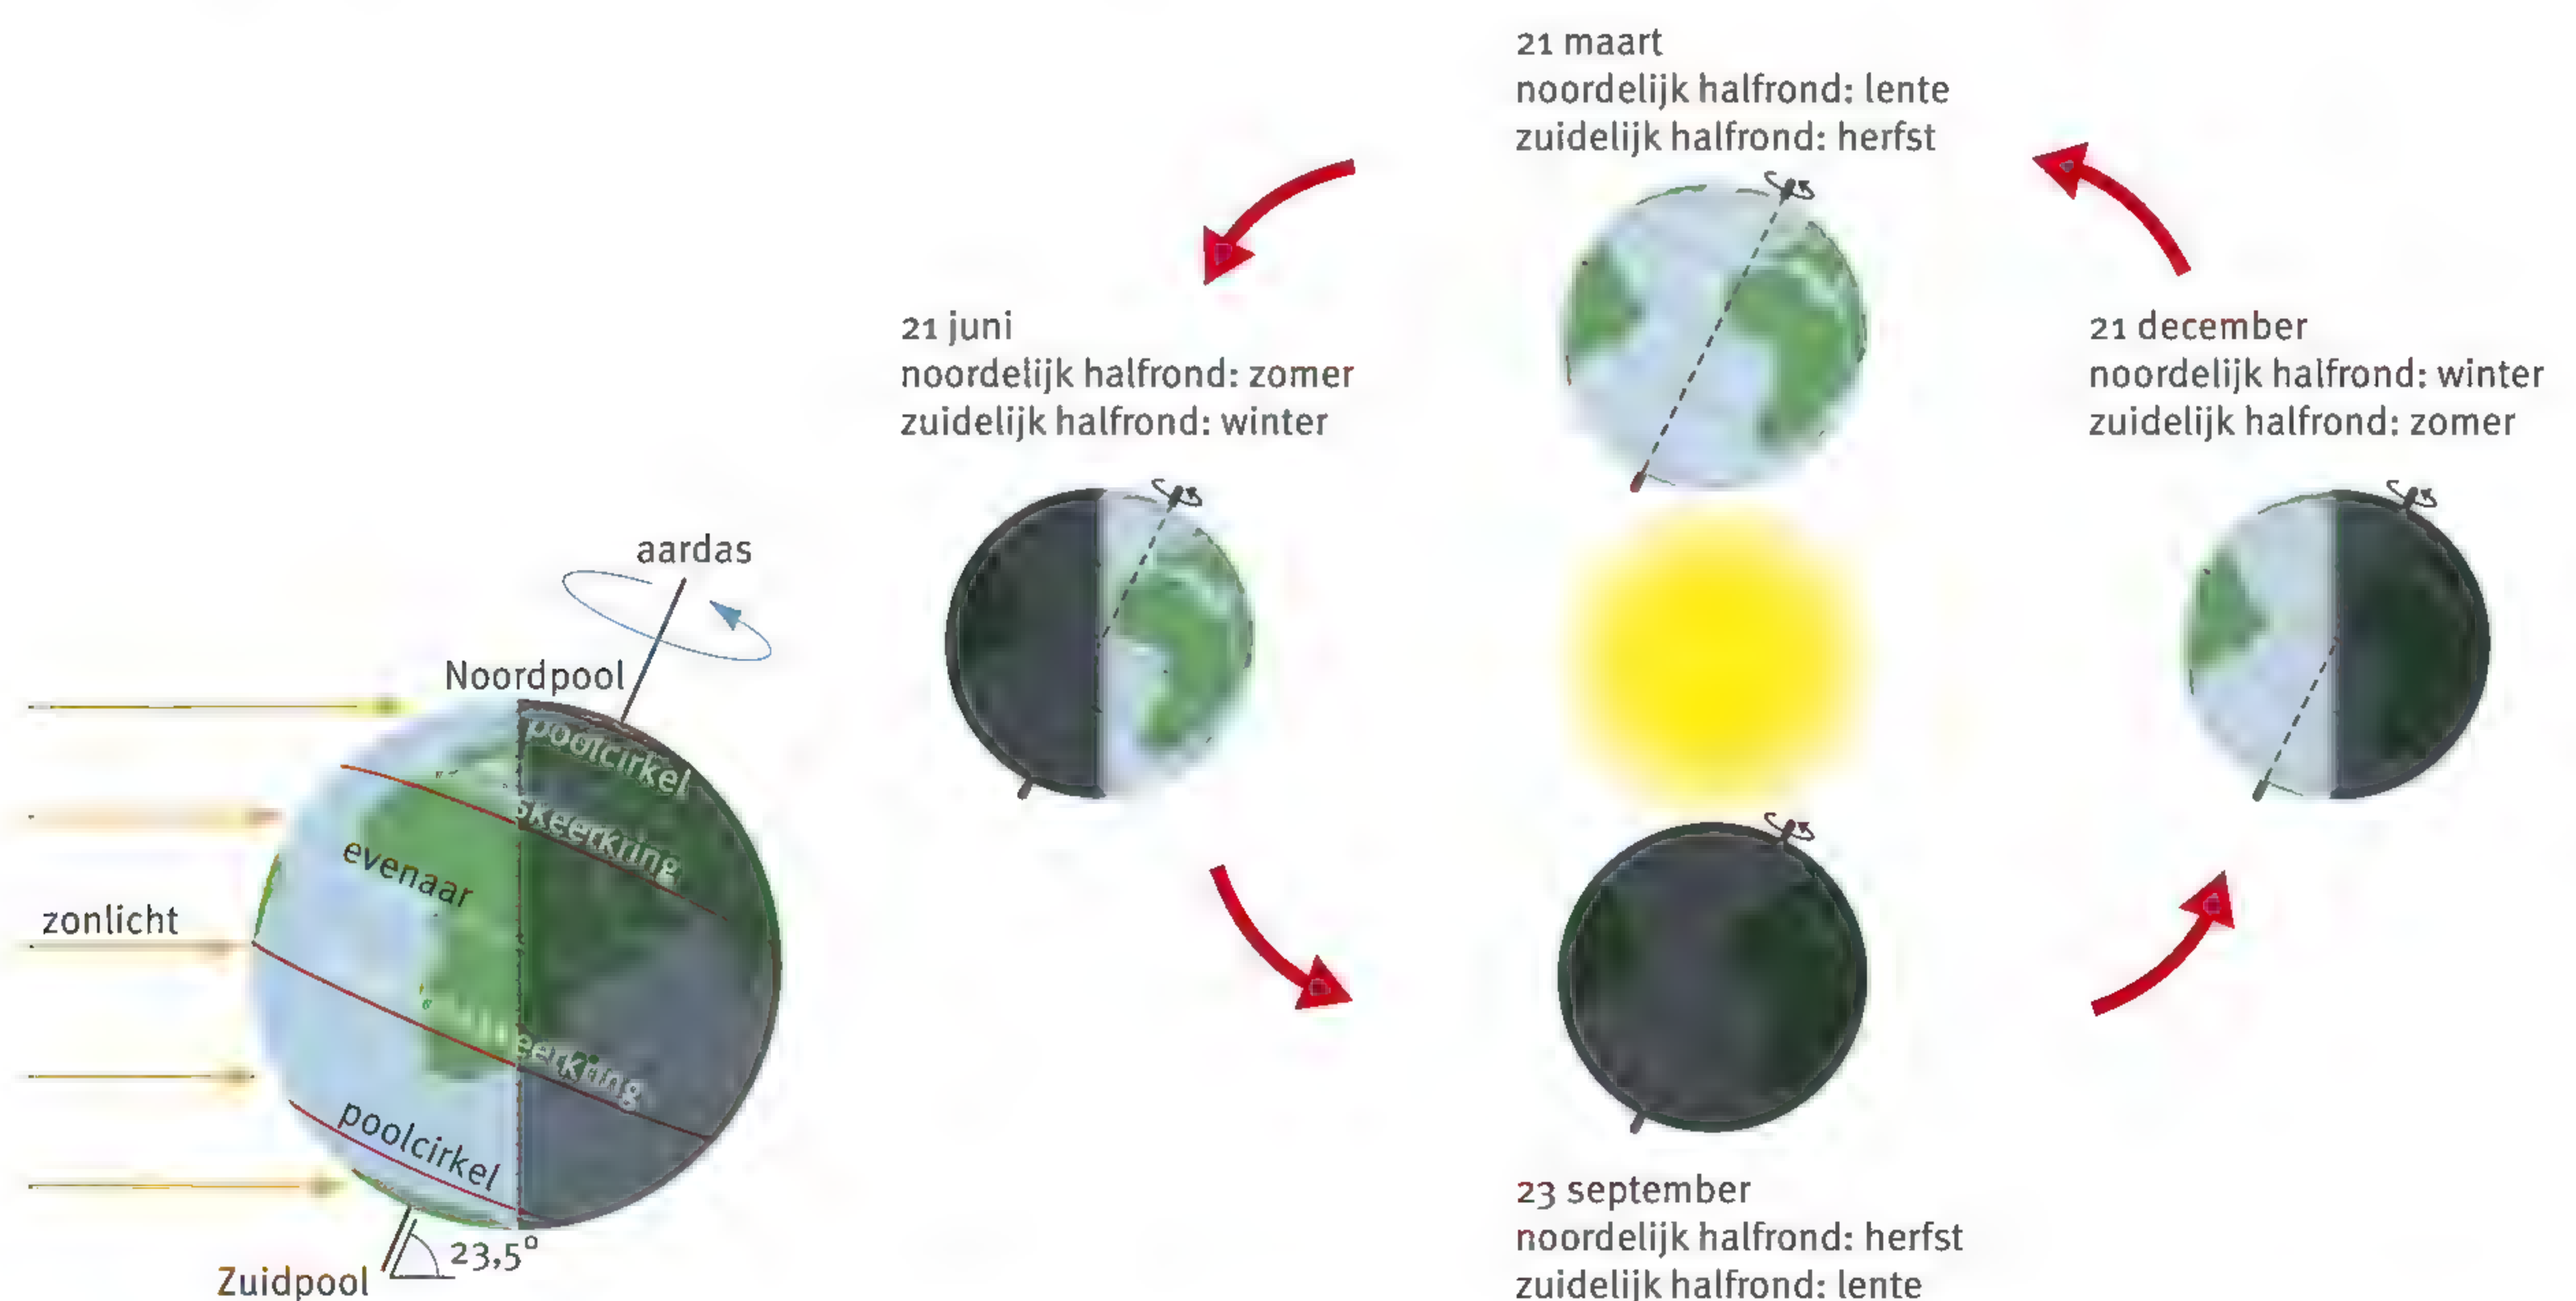 21 maart
noordelijk halfrond: lente
zuidelijk halfrond: herfst
21 juni
noordelijk halfrond: zomer
zuidelijk halfrond: winter
21 december
noordelijk halfrond: winter
zuidelijk halfrond: zomer
aardas
Noordpool
poolcirkel
skeerkring
evenaar
zonlicht
eerkring
poolcirkel
23,5°
Zuidpool
23 september
noordelijk halfrond: herfst
zuidelijk halfrond: lente